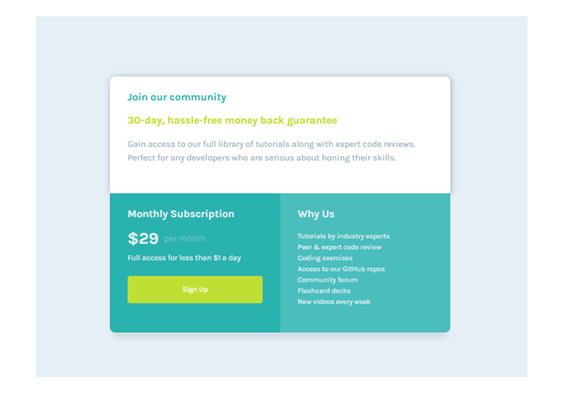 Join our community
30-day, hassle-free money back guarantee
Gain access to our full library of tutorials along with expert code reviews.
Perfect for any developers who are serious about honing their skills.
Monthly Subscription
$29 per month
Full access for less than $1 a day
Sign Up
Why Us
Tutorials by industry experts
Peer & expert code review
Coding exercises
Access to our GitHub repos
Community forum
Flashcard decks
New videos every week